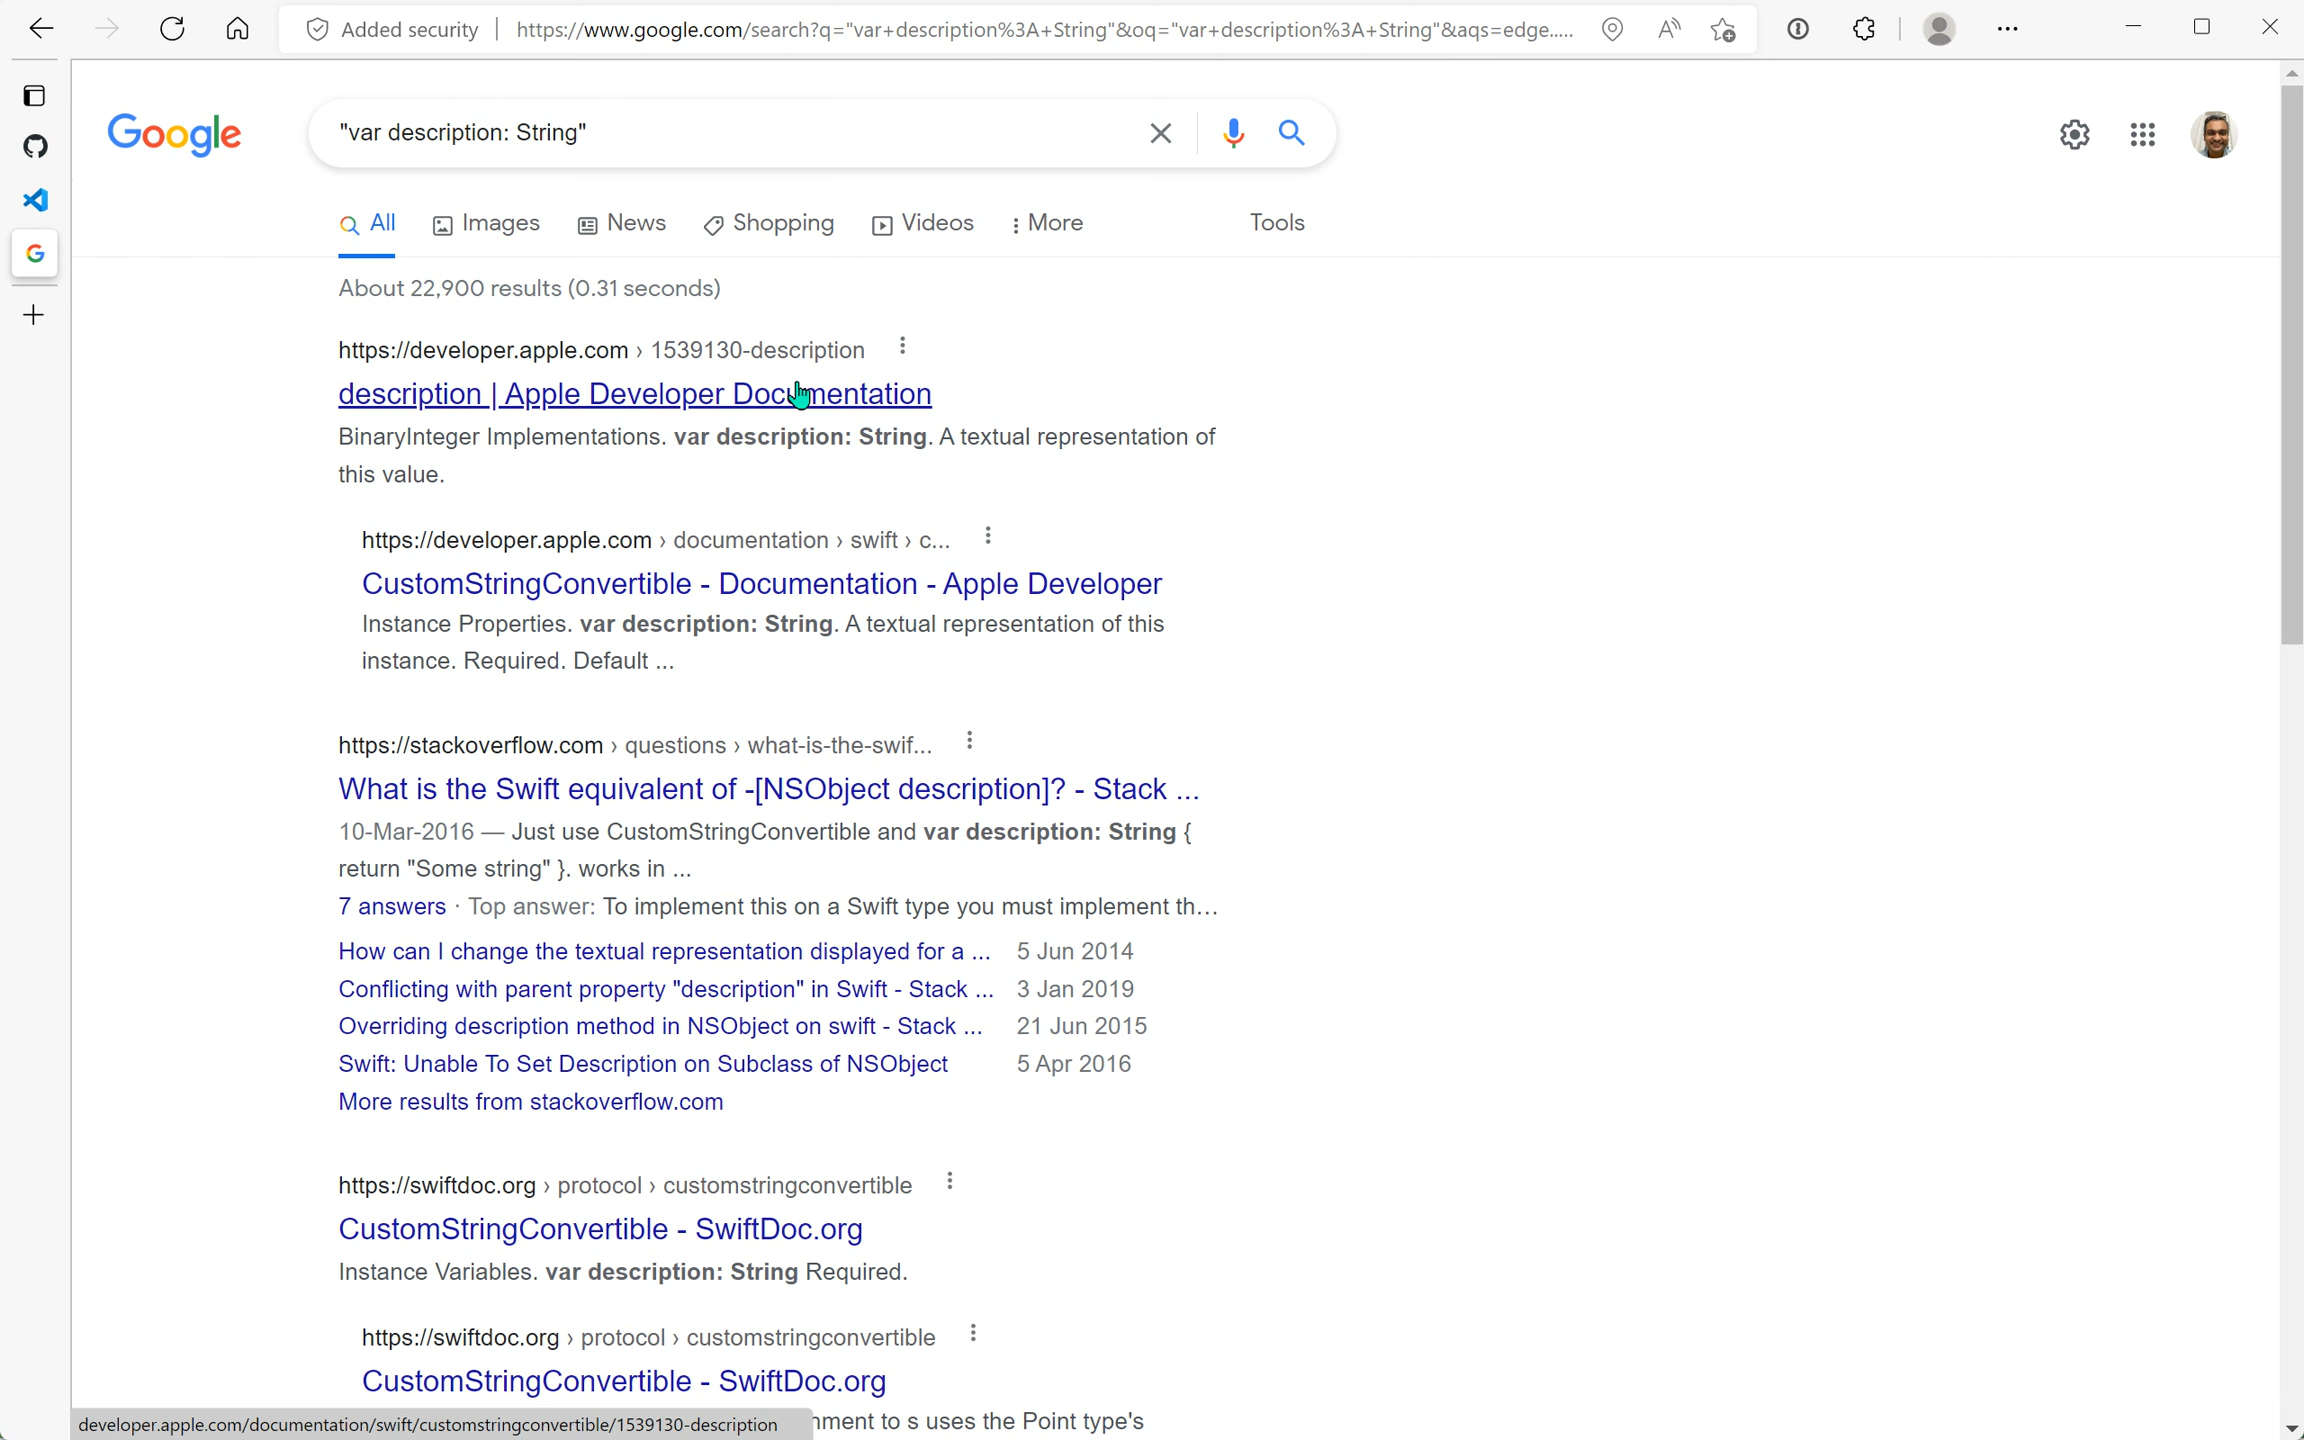 Added security | https://www.google.com/search?q="var+description%3A+String"&oq="var+description%3A+String"&aqs=edge.....
Google
"var description: String"
All Images News Shopping Videos More Tools
About 22,900 results (0.31 seconds)
https://developer.apple.com › 1539130-description
description | Apple Developer Documentation
BinaryInteger Implementations. var description: String. A textual representation of
this value.
https://developer.apple.com › documentation › swift › c...
CustomStringConvertible - Documentation - Apple Developer
Instance Properties. var description: String. A textual representation of this
instance. Required. Default ...
https://stackoverflow.com › questions › what-is-the-swif...
What is the Swift equivalent of -[NSObject description]? - Stack ...
10-Mar-2016 — Just use CustomStringConvertible and var description: String {
return "Some string" }. works in ...
7 answers · Top answer: To implement this on a Swift type you must implement th...
How can I change the textual representation displayed for a ... 5 Jun 2014
Conflicting with parent property "description" in Swift - Stack ... 3 Jan 2019
Overriding description method in NSObject on swift - Stack ... 21 Jun 2015
Swift: Unable To Set Description on Subclass of NSObject 5 Apr 2016
More results from stackoverflow.com
https://swiftdoc.org › protocol › customstringconvertible
CustomStringConvertible - SwiftDoc.org
Instance Variables. var description: String Required.
https://swiftdoc.org › protocol › customstringconvertible
CustomStringConvertible - SwiftDoc.org
nment to s uses the Point type's
developer.apple.com/documentation/swift/customstringconvertible/1539130-description